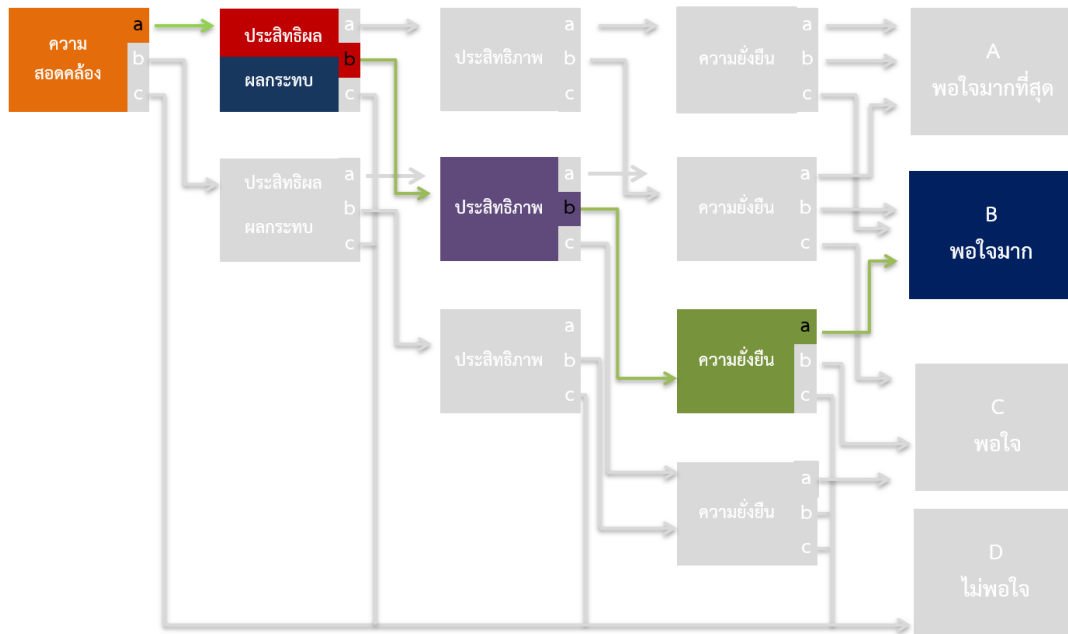 ความ
สอดคล้อง
a
b
c
ประสิทธิผล
ผลกระทบ
a
b
c
ประสิทธิภาพ
a
b
c
ความยั่งยืน
a
b
c
A
พอใจมากที่สุด
ประสิทธิผล
ผลกระทบ
a
b
c
ประสิทธิภาพ
a
b
c
ความยั่งยืน
a
b
c
B
พอใจมาก
ประสิทธิภาพ
a
b
c
ความยั่งยืน
a
b
c
C
พอใจ
ความยั่งยืน
a
b
c
D
ไม่พอใจ